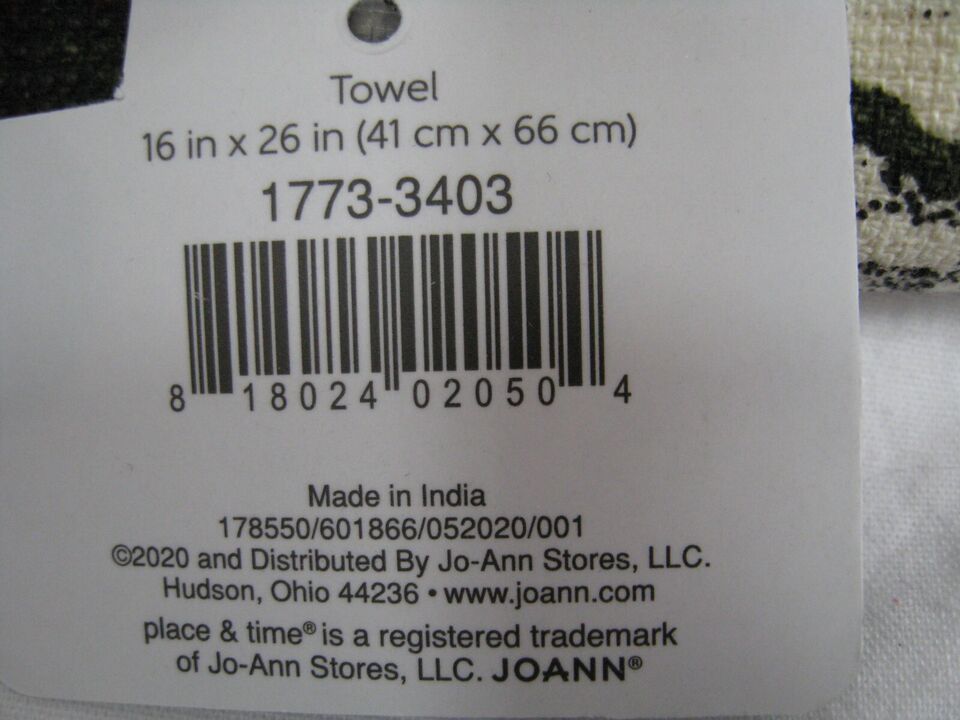 Towel
16 in x 26 in (41 cm x 66 cm)
1773-3403
8 18024 02050 4
Made in India
178550/601866/052020/001
©2020 and Distributed By Jo-Ann Stores, LLC.
Hudson, Ohio 44236 • www.joann.com
place & time® is a registered trademark
of Jo-Ann Stores, LLC. JOANN®